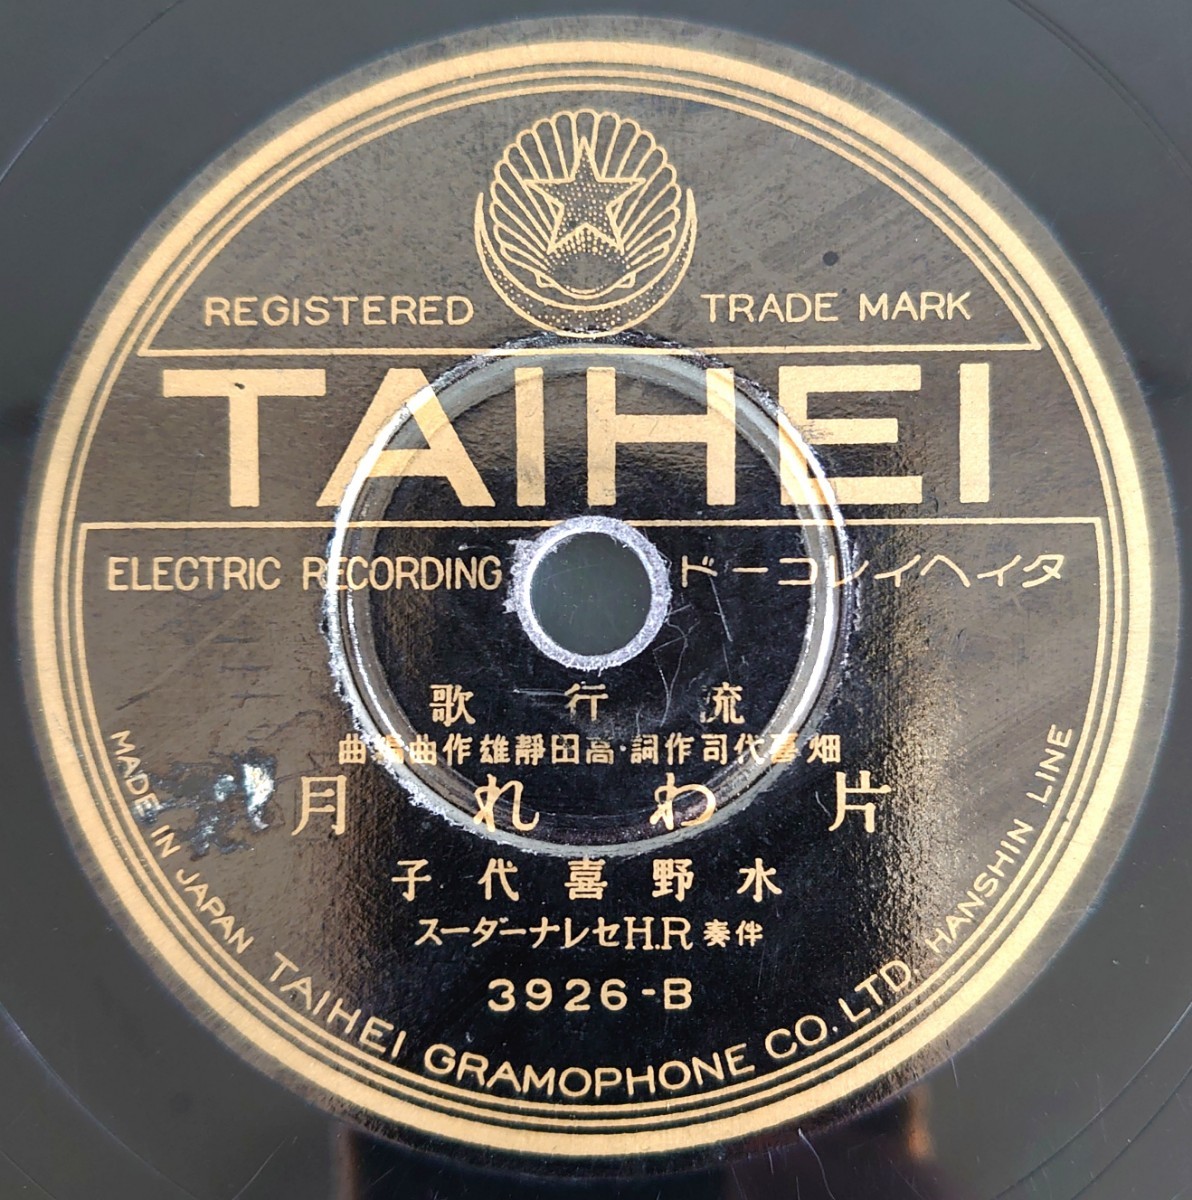 REGISTERED TRADE MARK
TAIHEI
ELECTRIC RECORDING タイヘイレコード
流行歌
畑喜代司作詞・高田靜雄作曲編曲
片われ月
水野喜代子
伴奏 H.Rセレナーダース
3926-B
MADE IN JAPAN TAIHEI GRAMOPHONE CO. LTD. HANSHIN LINE